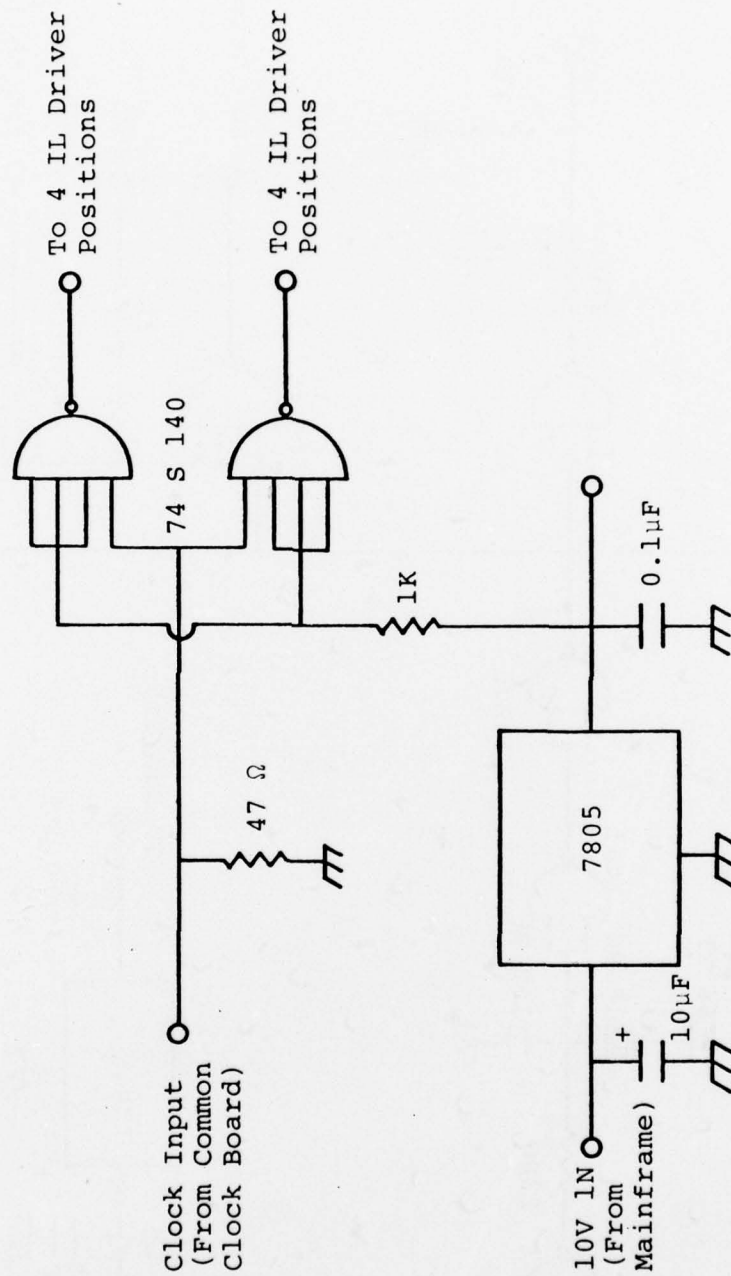 Clock Input
(From Common
Clock Board)
47 Ω
74 S 140
To 4 IL Driver
Positions
To 4 IL Driver
Positions
1K
10V 1N
(From
Mainframe)
+
10µF
7805
0.1µF